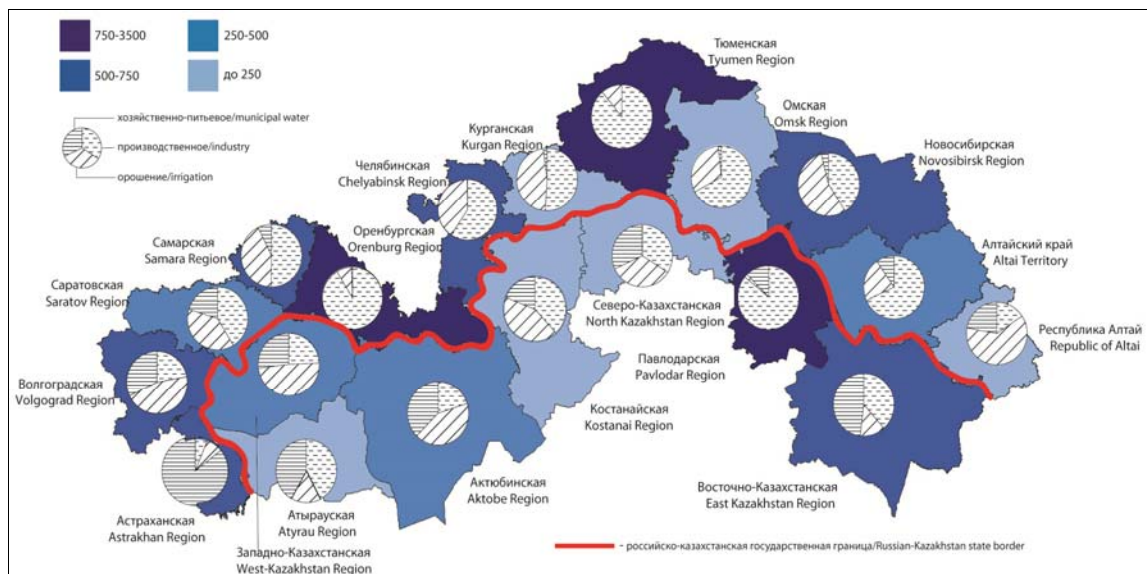 750-3500
250-500
500-750
до 250
хозяйственно-питьевое/municipal water
производственное/industry
орошение/irrigation
Тюменская
Tyumen Region
Омская
Omsk Region
Курганская
Kurgan Region
Новосибирская
Novosibirsk Region
Челябинская
Chelyabinsk Region
Оренбургская
Orenburg Region
Самарская
Samara Region
Алтайский край
Altai Territory
Саратовская
Saratov Region
Северо-Казахстанская
North Kazakhstan Region
Республика Алтай
Republic of Altai
Павлодарская
Pavlodar Region
Волгоградская
Volgograd Region
Костанайская
Kostanai Region
Актюбинская
Aktobe Region
Восточно-Казахстанская
East Kazakhstan Region
Атырауская
Atyrau Region
Астраханская
Astrakhan Region
Западно-Казахстанская
West-Kazakhstan Region
- российско-казахстанская государственная граница/Russian-Kazakhstan state border